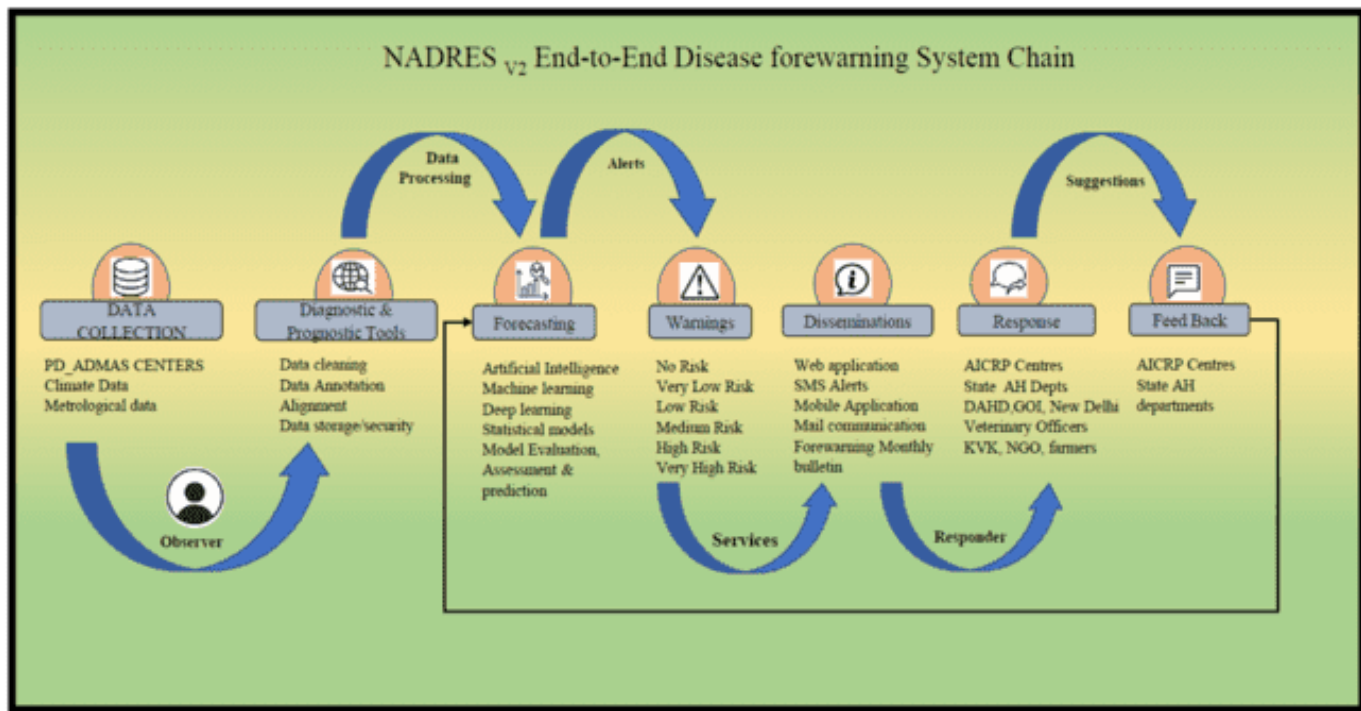 NADRES V2 End-to-End Disease forewarning System Chain
Data
Processing
Alerts
Suggestions
DATA
COLLECTION
PD_ADMAS CENTERS
Climate Data
Metrological data
Observer
Diagnostic &
Prognostic Tools
Data cleaning
Data Annotation
Alignment
Data storage/security
Forecasting
Artificial Intelligence
Machine learning
Deep learning
Statistical models
Model Evaluation,
Assessment &
prediction
Warnings
No Risk
Very Low Risk
Low Risk
Medium Risk
High Risk
Very High Risk
Services
Disseminations
Web application
SMS Alerts
Mobile Application
Mail communication
Forewarning Monthly
bulletin
Responder
Response
AICRP Centres
State AH Depts
DAHD,GOI, New Delhi
Veterinary Officers
KVK, NGO, farmers
Feed Back
AICRP Centres
State AH
departments